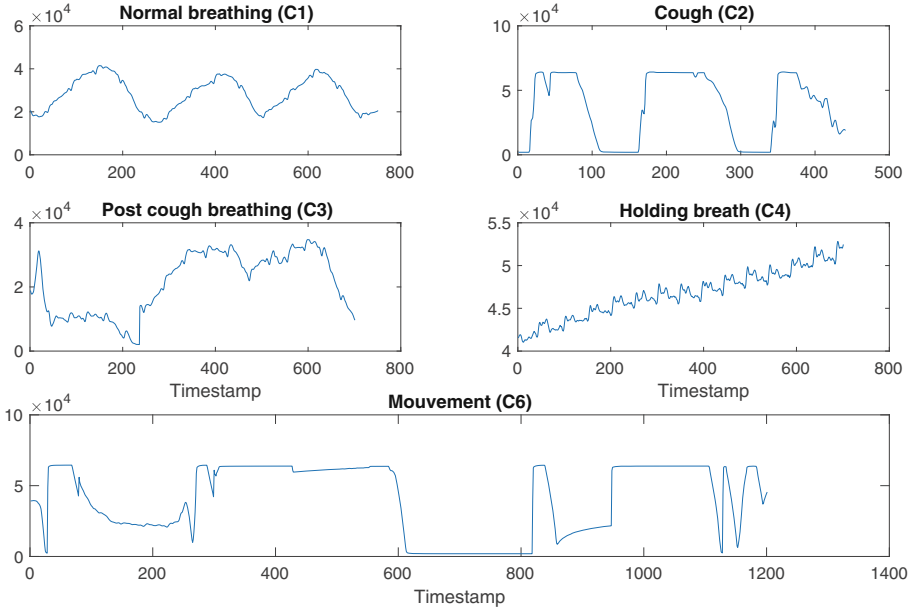 Normal breathing (C1)
×10^4
6
4
2
0
0 200 400 600 800
Cough (C2)
×10^4
10
5
0
0 100 200 300 400 500
Post cough breathing (C3)
×10^4
4
2
0
0 200 400 600 800
Timestamp
Holding breath (C4)
×10^4
5.5
5
4.5
4
0 200 400 600 800
Timestamp
Mouvement (C6)
×10^4
10
5
0
0 200 400 600 800 1000 1200 1400
Timestamp